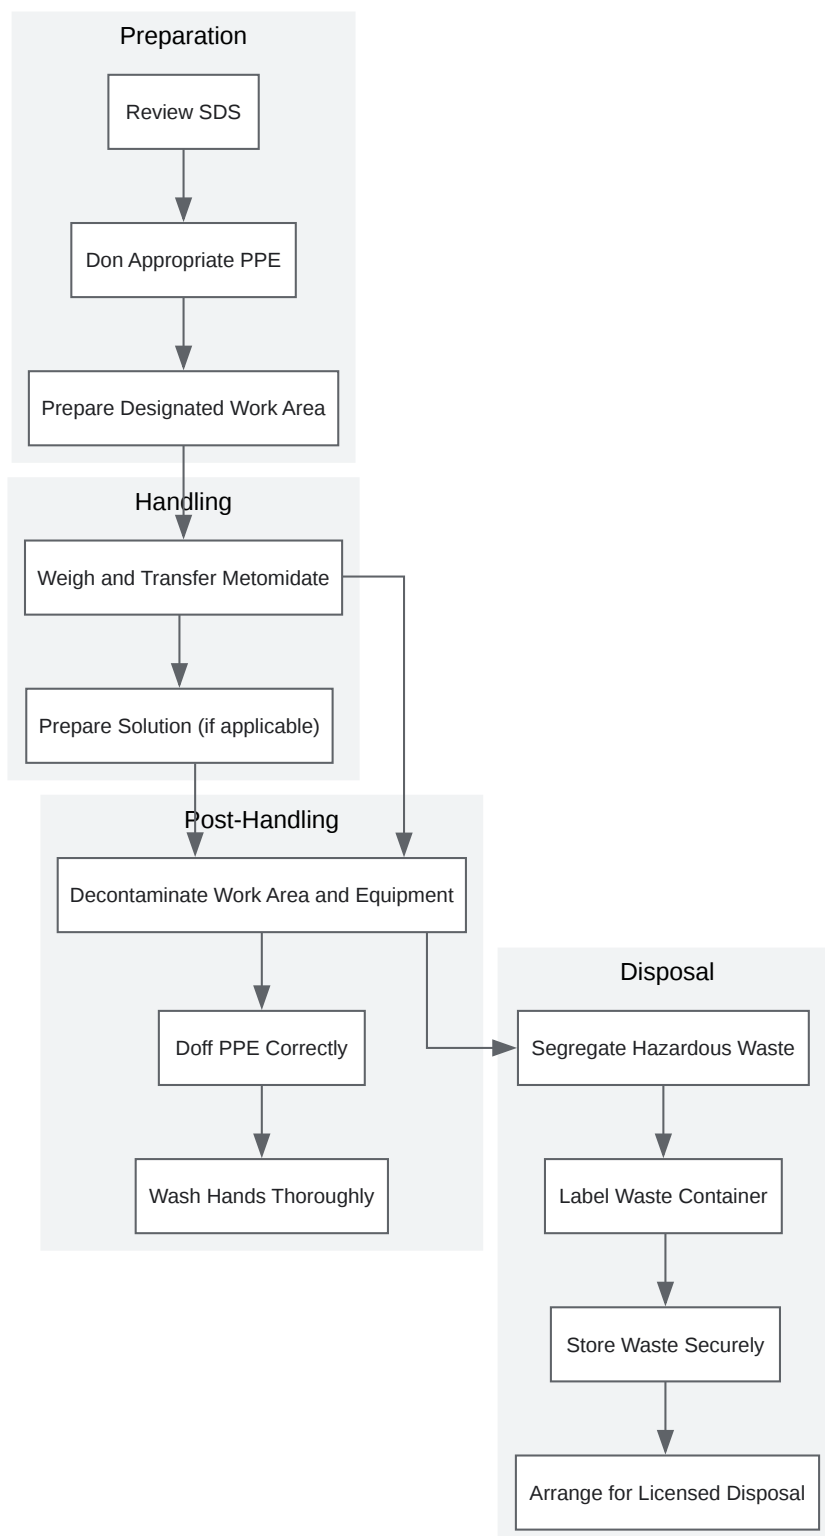 Preparation
Review SDS
Don Appropriate PPE
Prepare Designated Work Area
Handling
Weigh and Transfer Metomidate
Prepare Solution (if applicable)
Post-Handling
Decontaminate Work Area and Equipment
Doff PPE Correctly
Wash Hands Thoroughly
Disposal
Segregate Hazardous Waste
Label Waste Container
Store Waste Securely
Arrange for Licensed Disposal